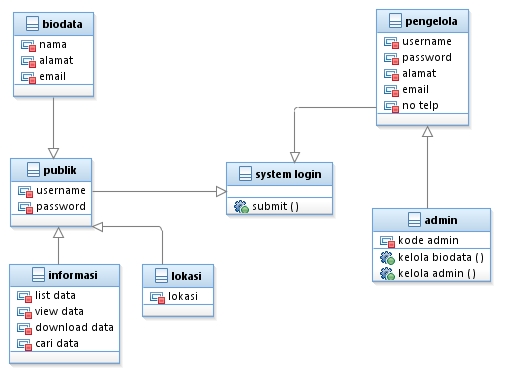 biodata
nama
alamat
email
pengelola
username
password
alamat
email
no telp
publik
username
password
system login
submit ( )
admin
kode admin
kelola biodata ( )
kelola admin ( )
informasi
list data
view data
download data
cari data
lokasi
lokasi